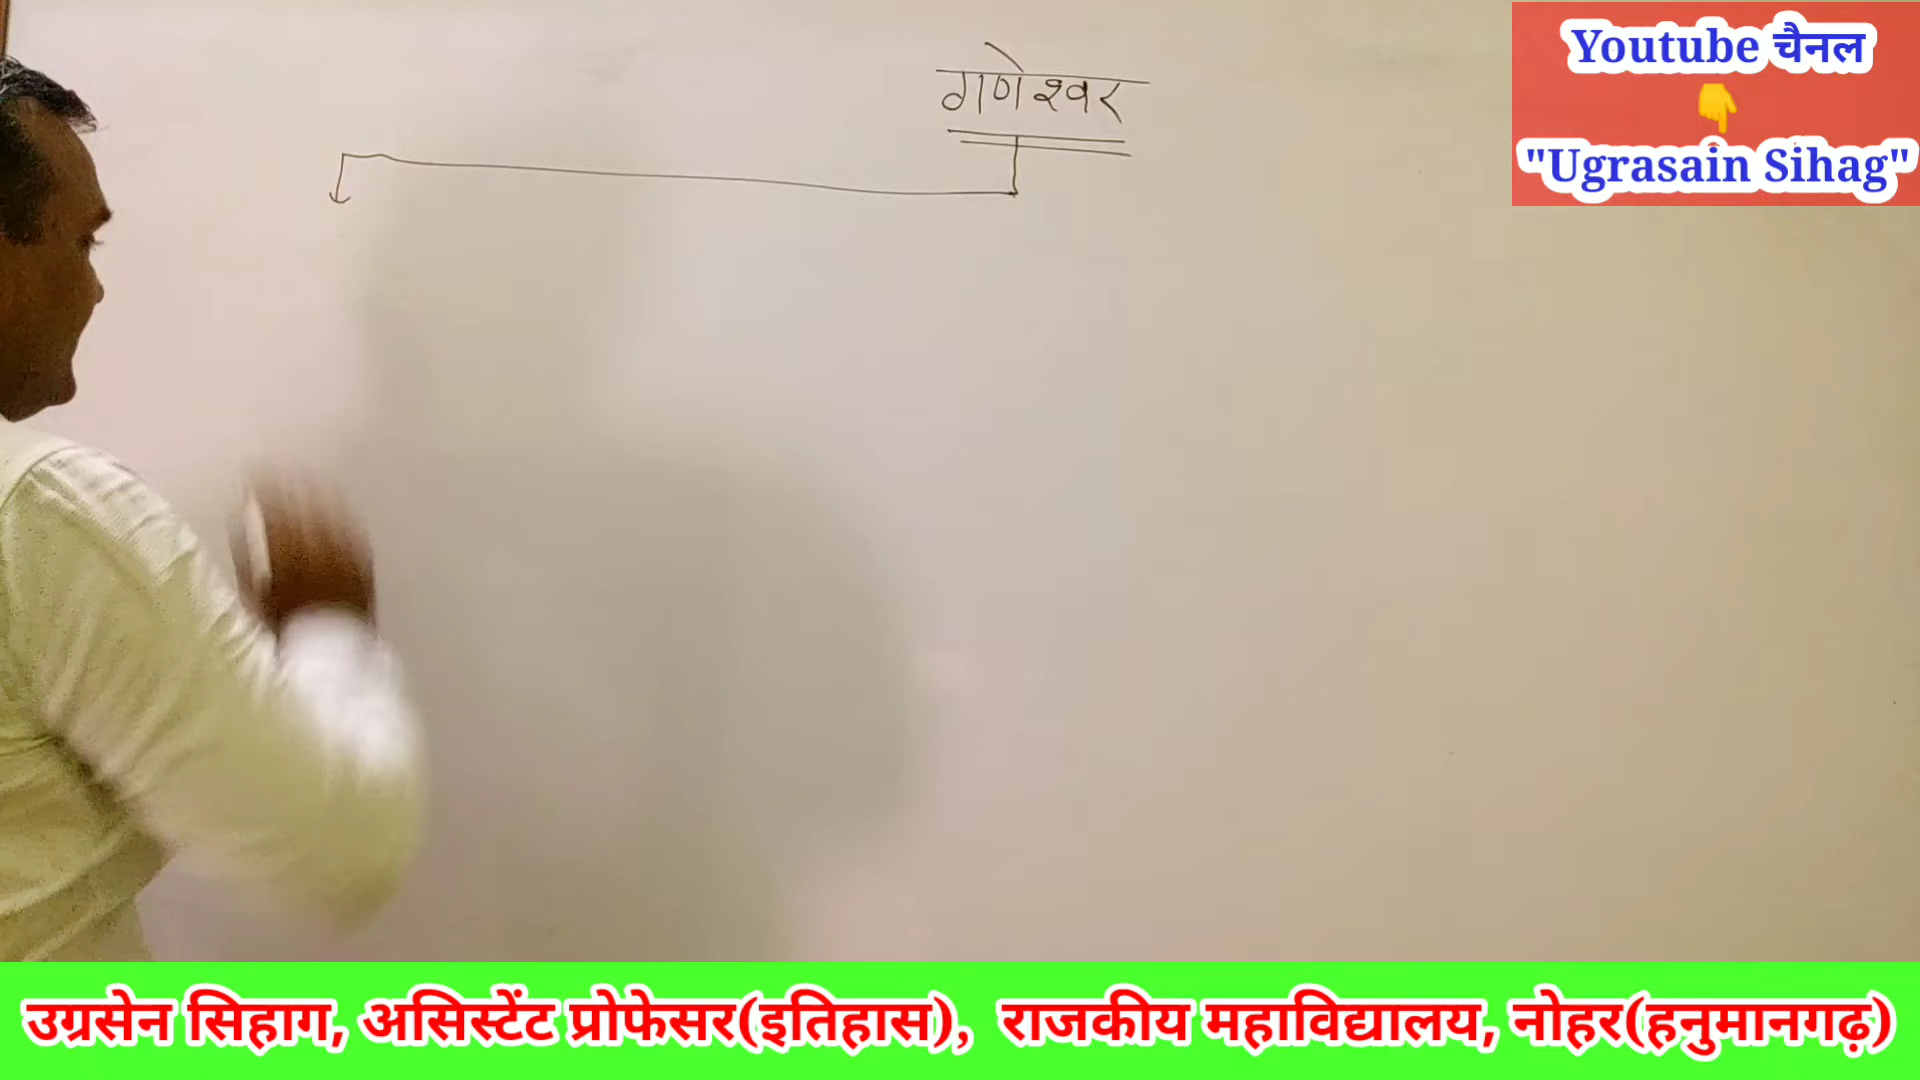 गणेश्वर
Youtube चैनल
👇
"Ugrasain Sihag"
उग्रसेन सिहाग, असिस्टेंट प्रोफेसर(इतिहास), राजकीय महाविद्यालय, नोहर(हनुमानगढ़)